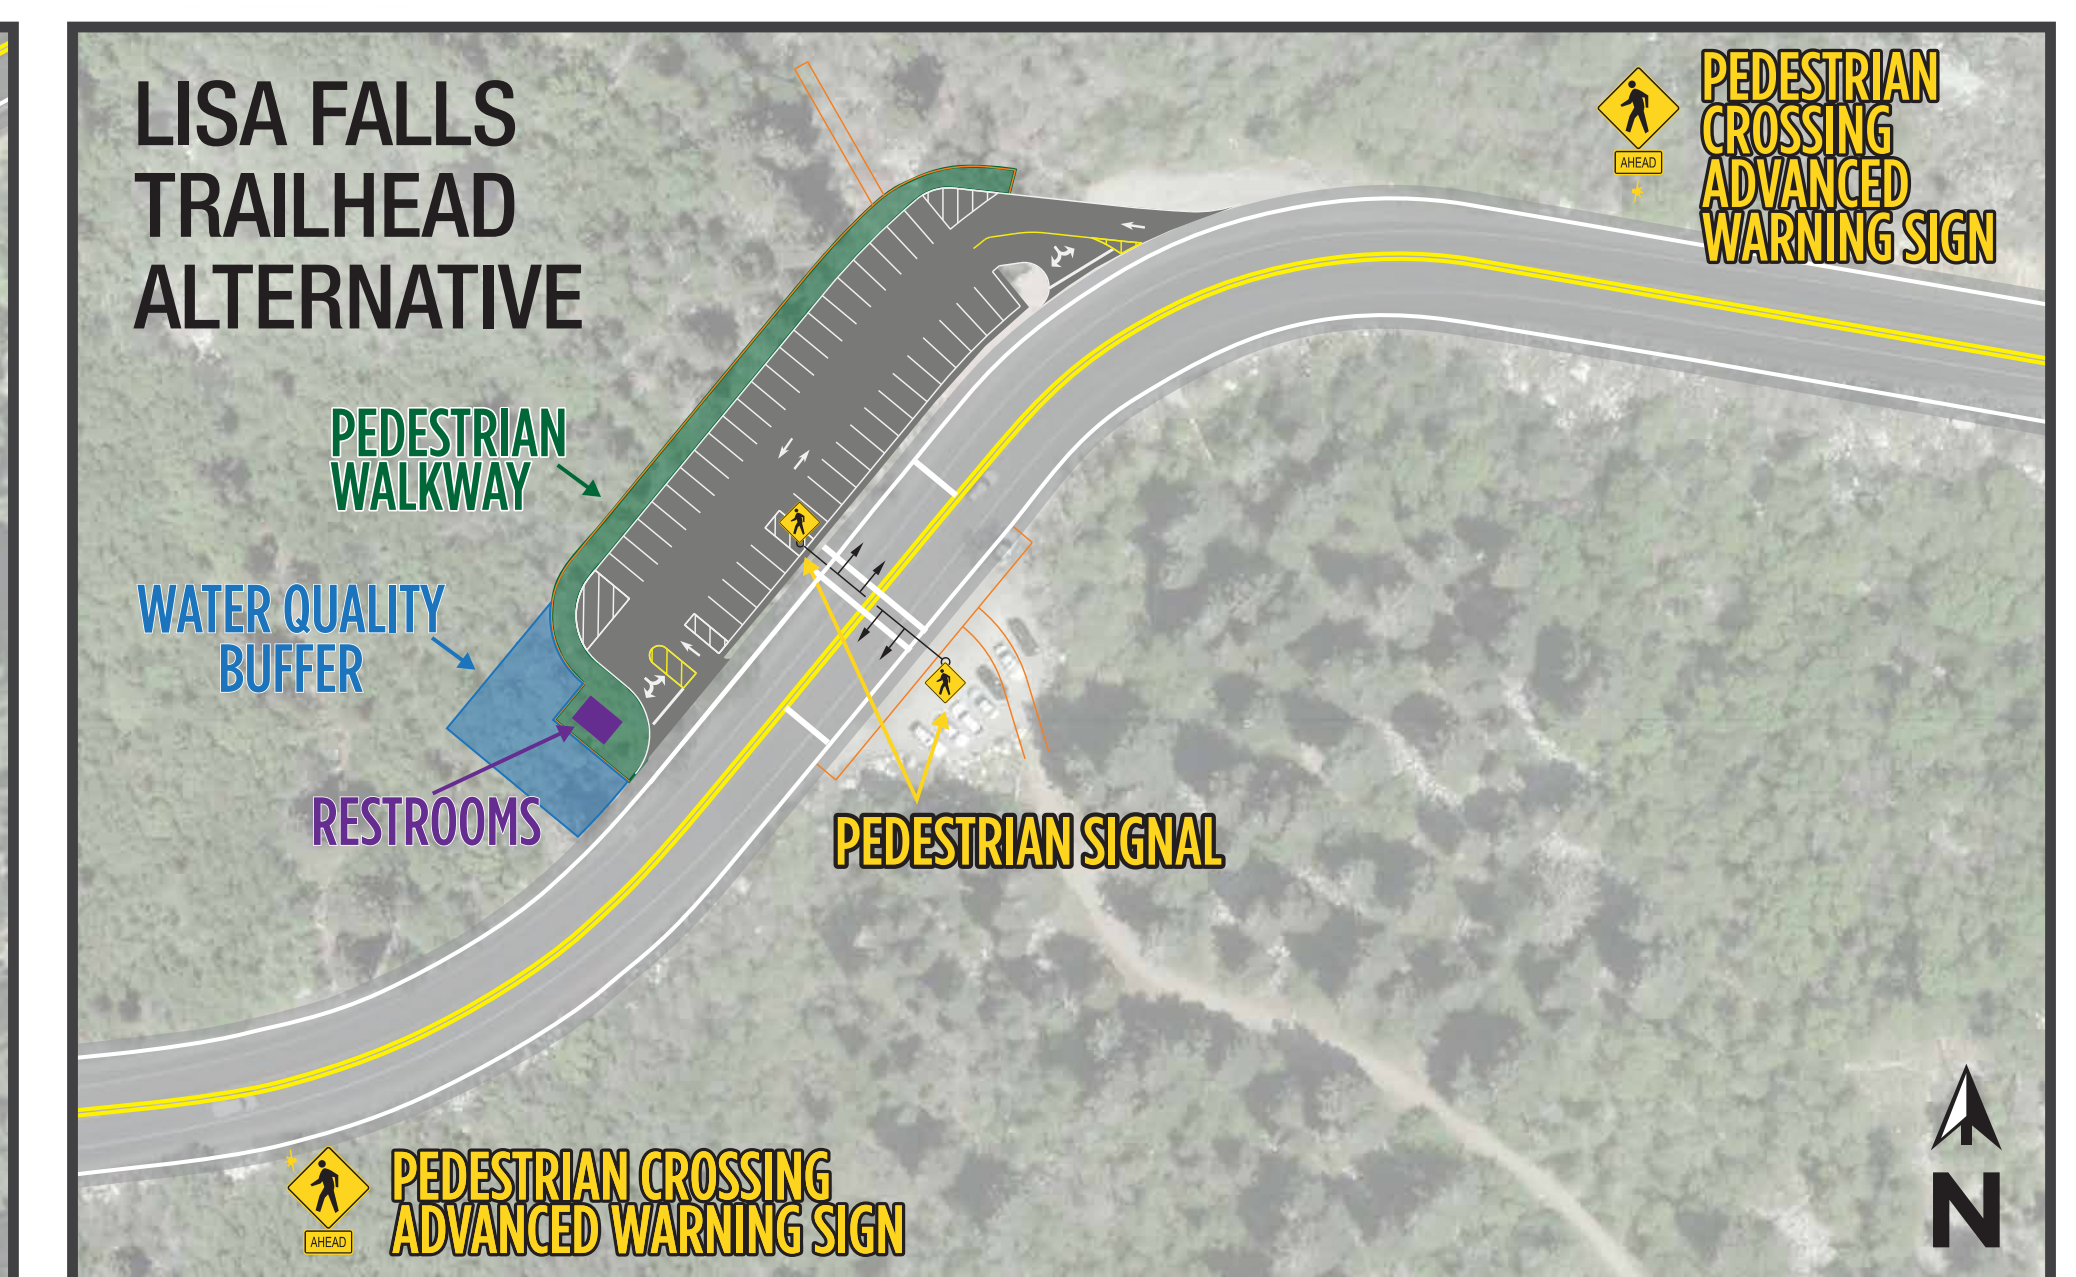 LISA FALLS
TRAILHEAD
ALTERNATIVE
PEDESTRIAN
CROSSING
ADVANCED
WARNING SIGN
AHEAD
PEDESTRIAN
WALKWAY
WATER QUALITY
BUFFER
RESTROOMS
PEDESTRIAN SIGNAL
PEDESTRIAN CROSSING
ADVANCED WARNING SIGN
AHEAD
N